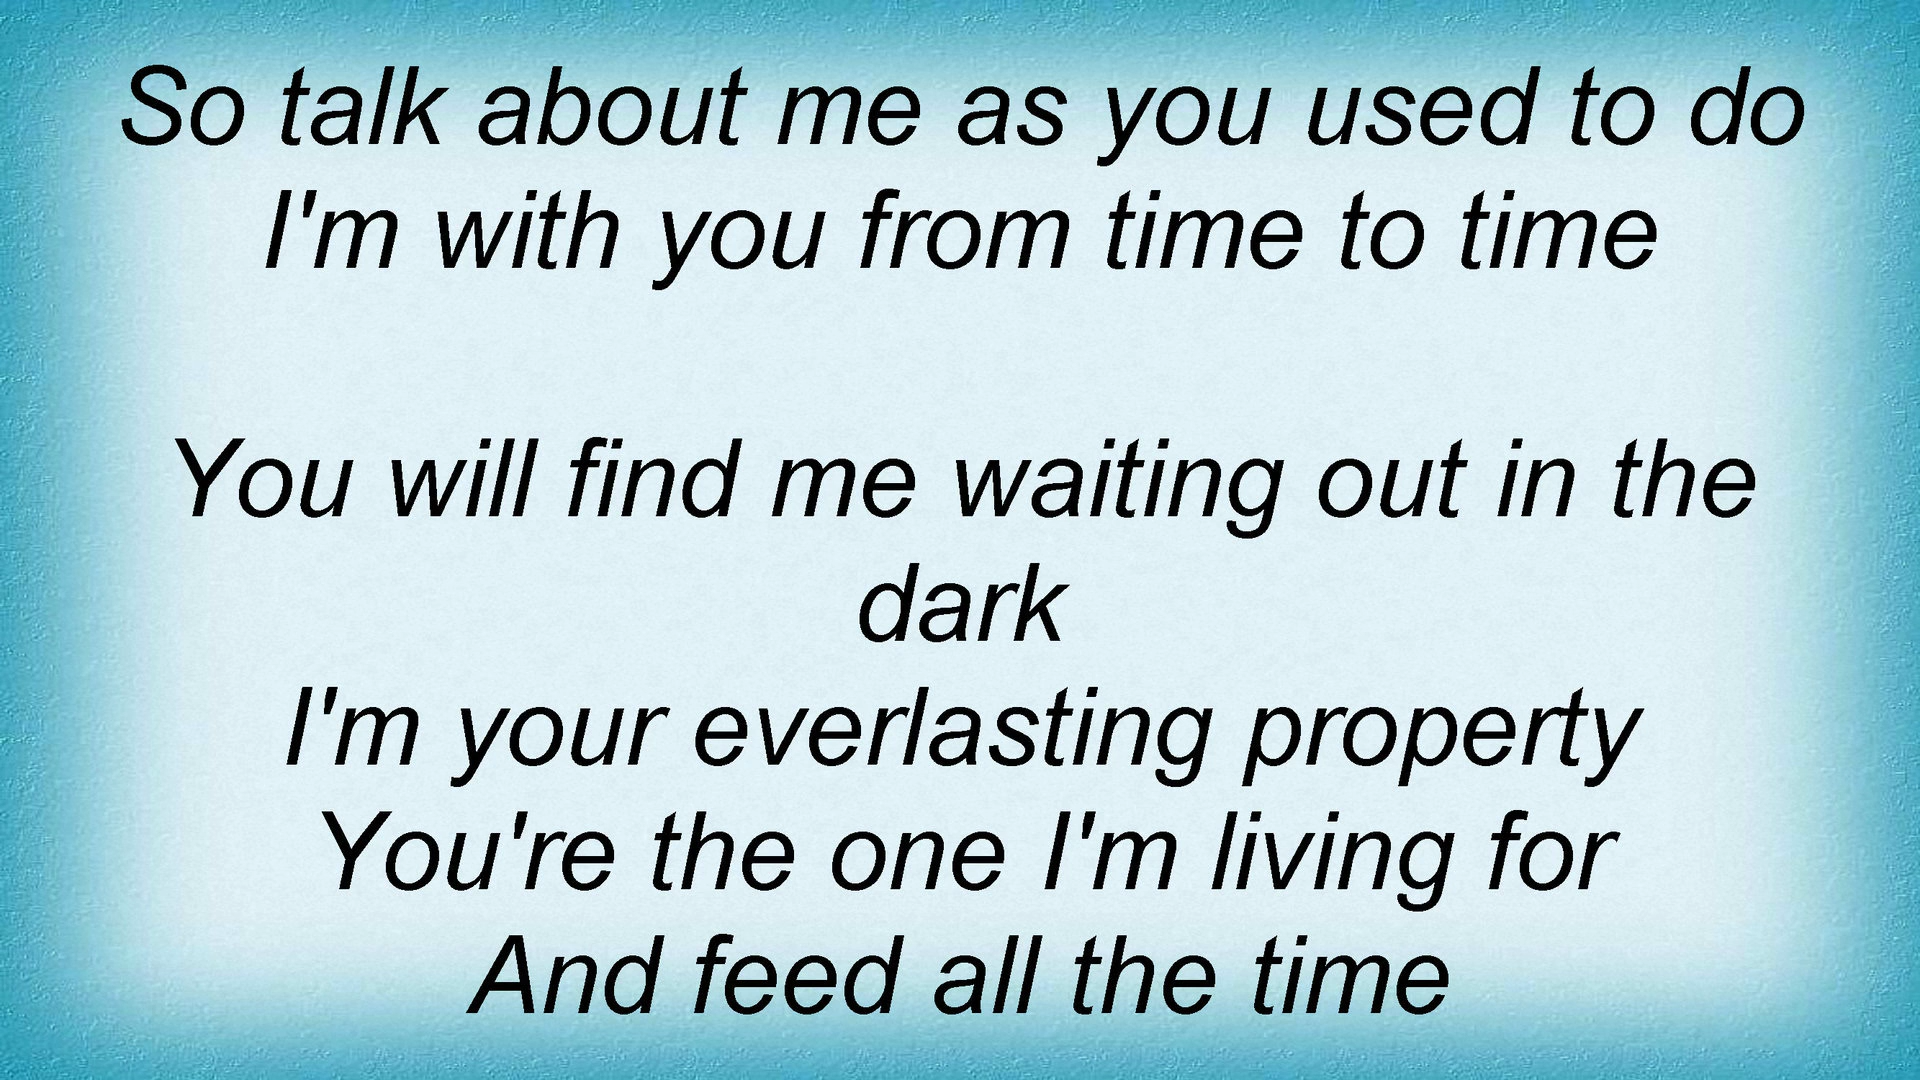 So talk about me as you used to do
I'm with you from time to time
You will find me waiting out in the
dark
I'm your everlasting property
You're the one I'm living for
And feed all the time